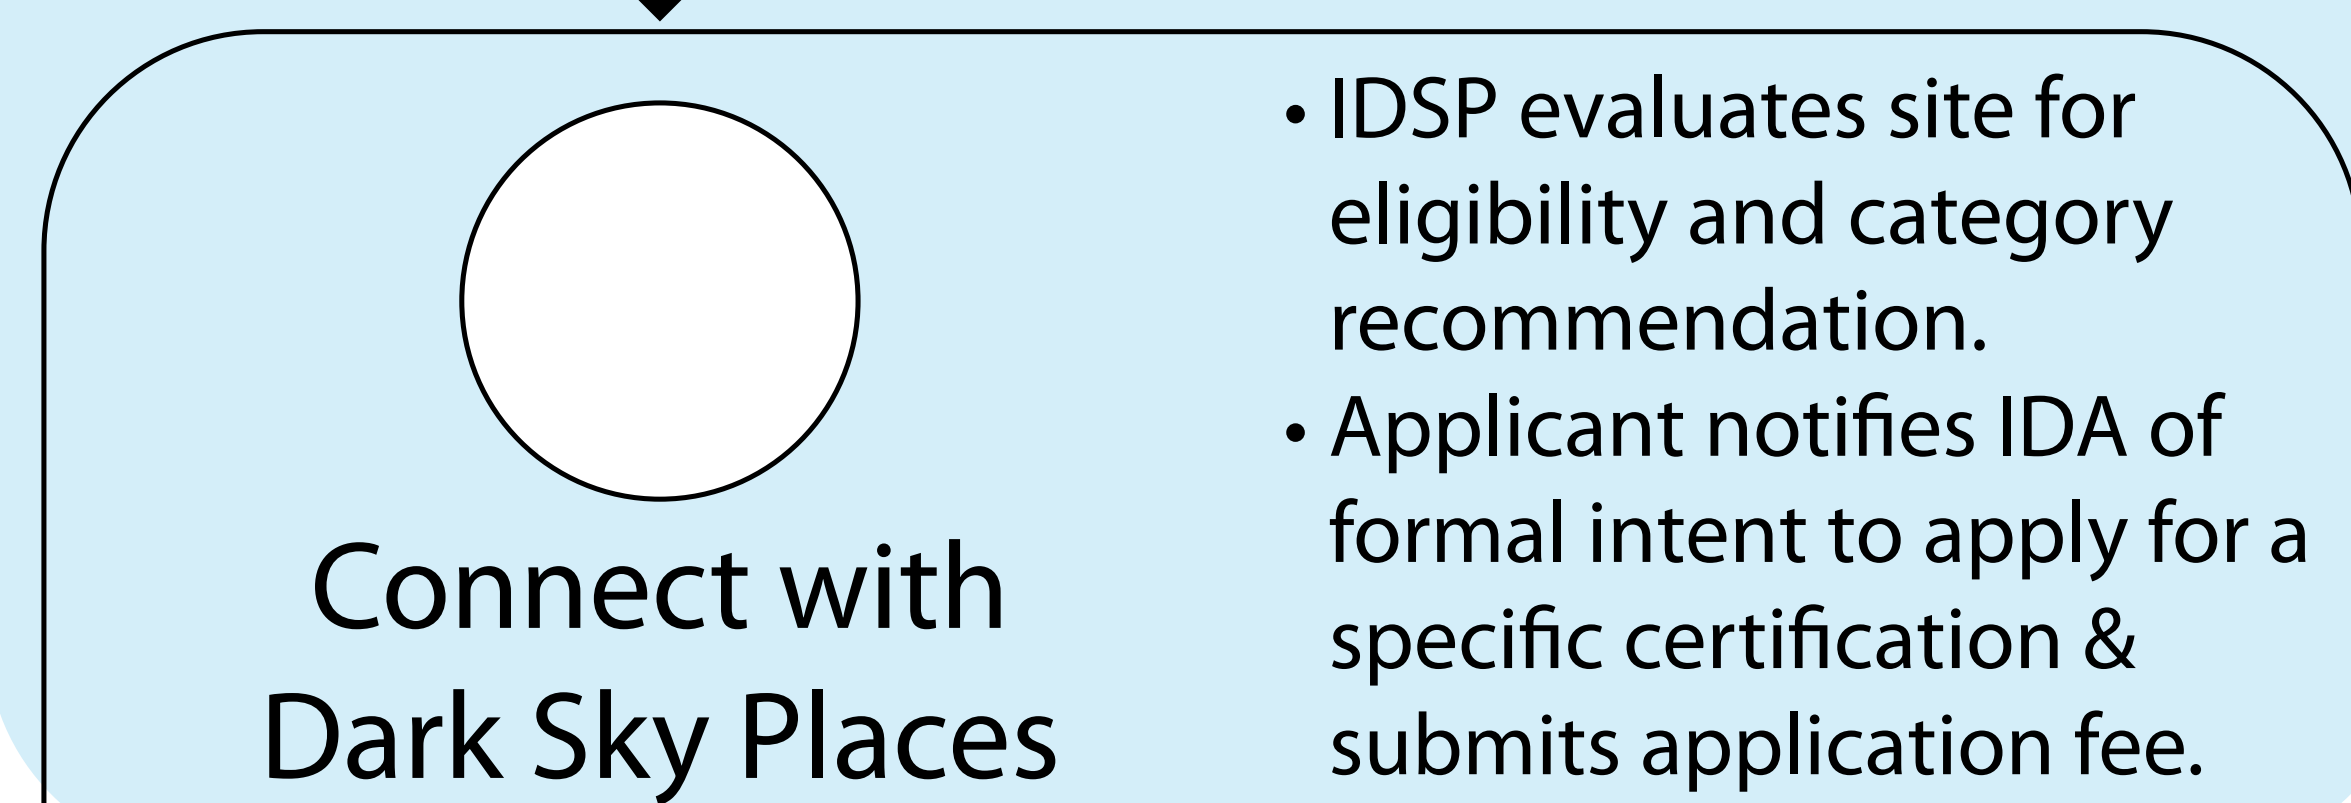 Connect with
Dark Sky Places
• IDSP evaluates site for
eligibility and category
recommendation.
• Applicant notifies IDA of
formal intent to apply for a
specific certification &
submits application fee.